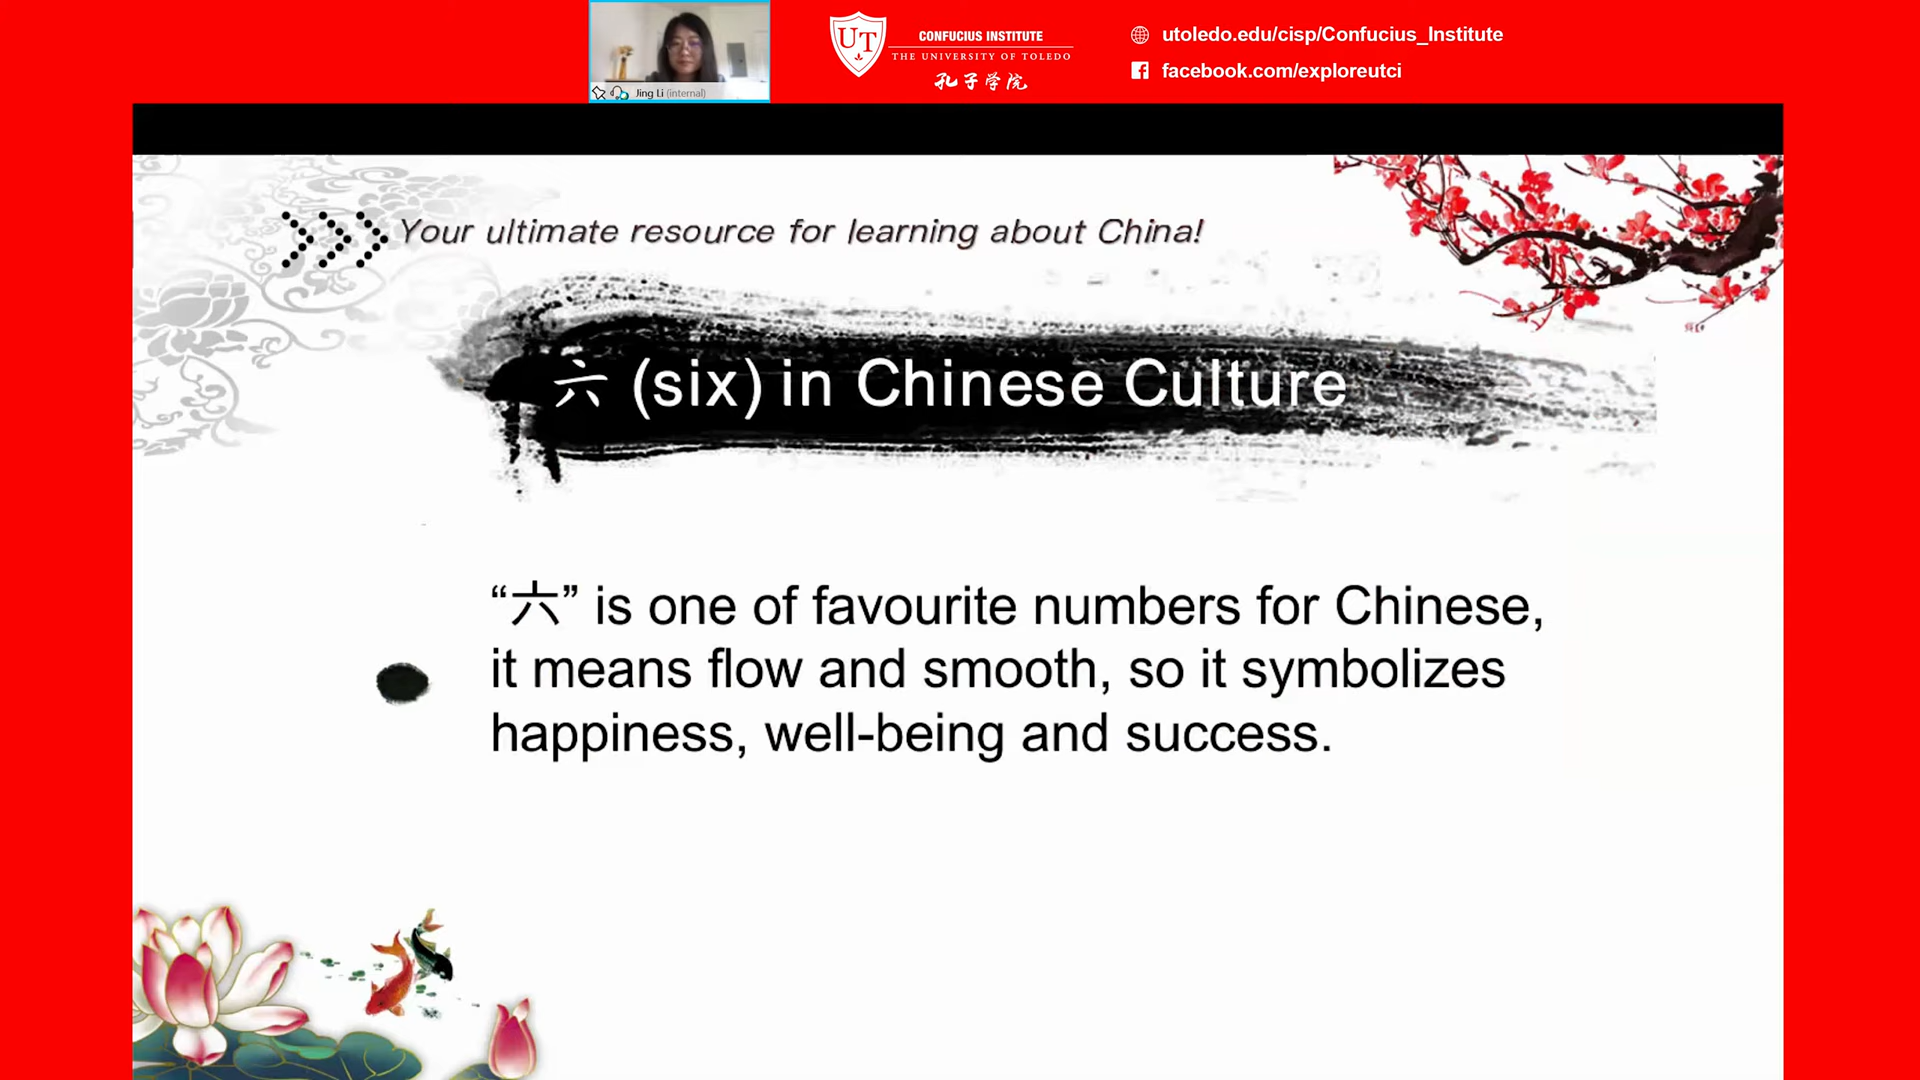 Jing Li (internal)
UT
CONFUCIUS INSTITUTE
THE UNIVERSITY OF TOLEDO
孔子学院
utoledo.edu/cisp/Confucius_Institute
facebook.com/exploreutci
Your ultimate resource for learning about China!
六 (six) in Chinese Culture
“六” is one of favourite numbers for Chinese,
it means flow and smooth, so it symbolizes
happiness, well-being and success.